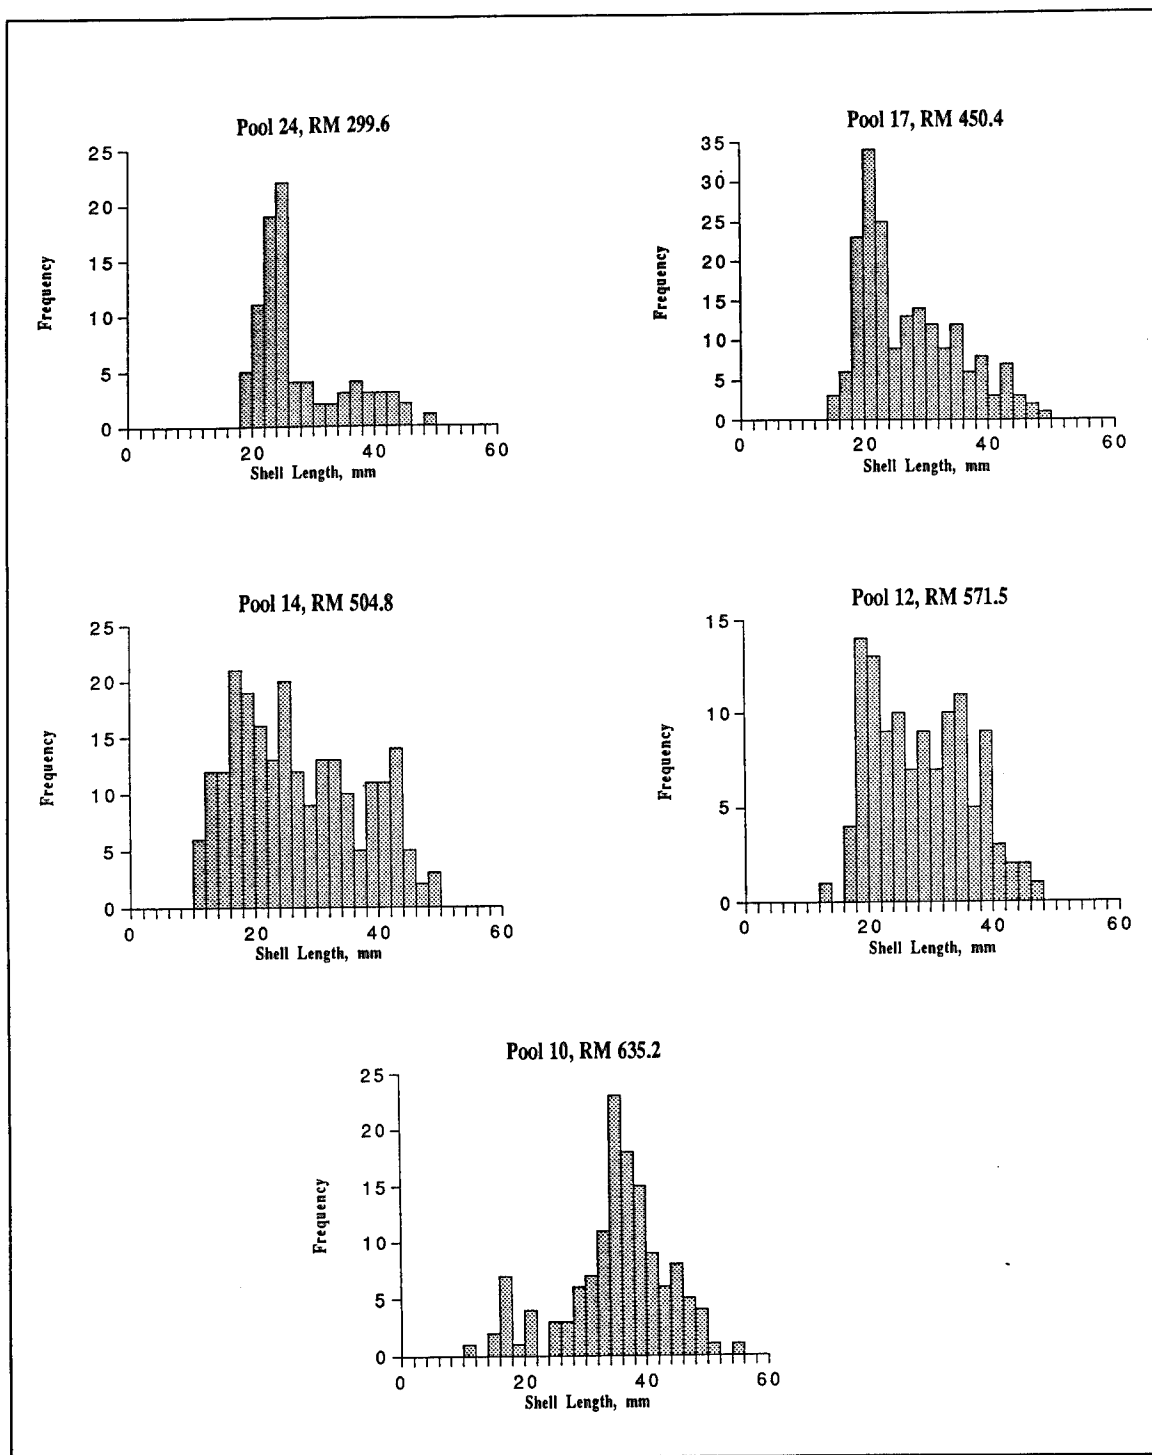 Pool 24, RM 299.6
25
20
15
10
5
0
Frequency
0 20 40 60
Shell Length, mm
Pool 17, RM 450.4
35
30
25
20
15
10
5
0
Frequency
0 20 40 60
Shell Length, mm
Pool 14, RM 504.8
25
20
15
10
5
0
Frequency
0 20 40 60
Shell Length, mm
Pool 12, RM 571.5
15
10
5
0
Frequency
0 20 40 60
Shell Length, mm
Pool 10, RM 635.2
25
20
15
10
5
0
Frequency
0 20 40 60
Shell Length, mm